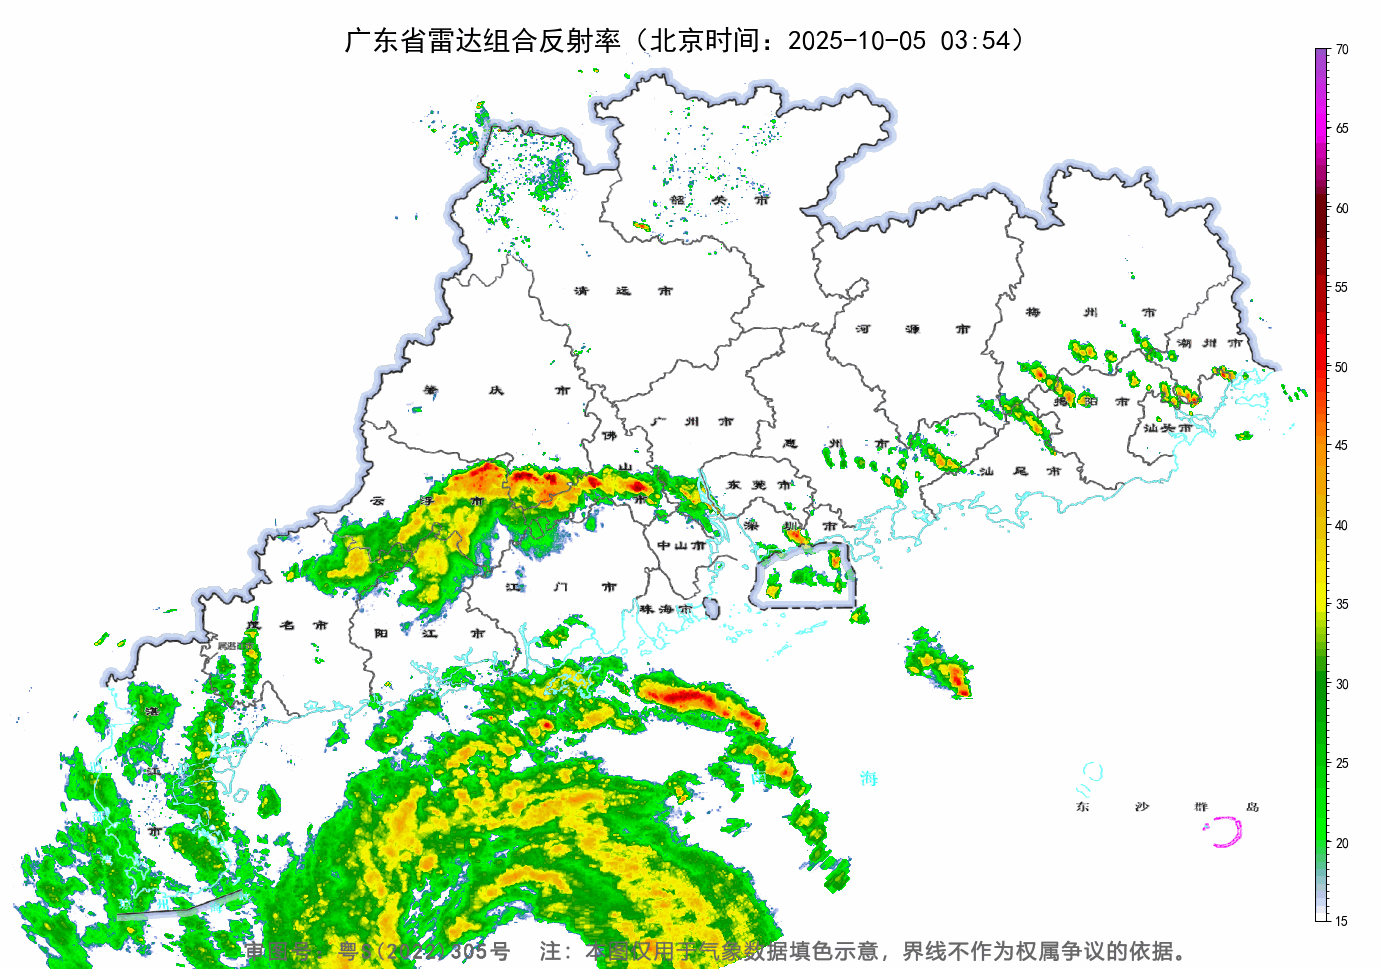 广东省雷达组合反射率（北京时间：2025-10-05 03:54）
70
65
60
55
50
45
40
35
30
25
20
15
韶关市
清远市
河源市
梅州市
潮州市
肇庆市
广州市
佛山市
惠州市
揭阳市
汕头市
汕尾市
东莞市
云浮市
深圳市
中山市
江门市
珠海市
茂名市
阳江市
湛江市
南海
东沙群岛
审图号：粤S(2022)305号 注：本图仅用于气象数据填色示意，界线不作为权属争议的依据。